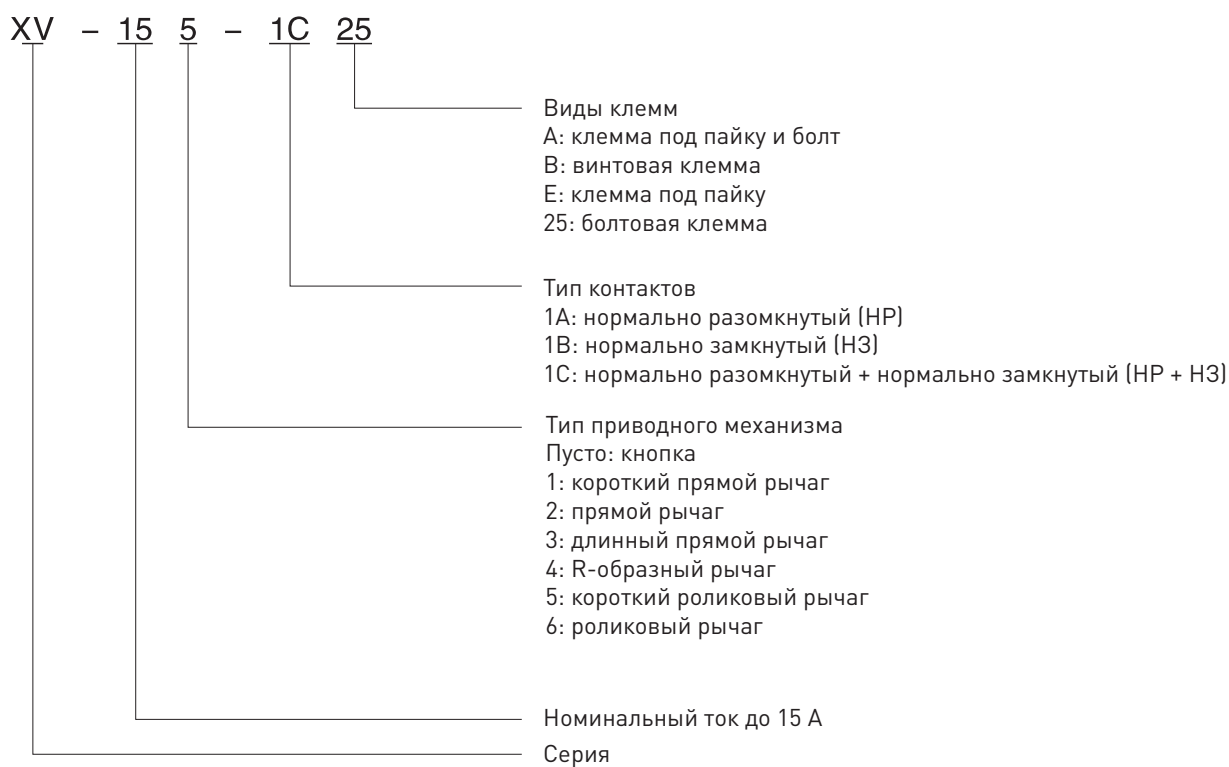 XV – 15 5 – 1C 25
Виды клемм
A: клемма под пайку и болт
B: винтовая клемма
E: клемма под пайку
25: болтовая клемма
Тип контактов
1A: нормально разомкнутый (НР)
1B: нормально замкнутый (НЗ)
1C: нормально разомкнутый + нормально замкнутый (НР + НЗ)
Тип приводного механизма
Пусто: кнопка
1: короткий прямой рычаг
2: прямой рычаг
3: длинный прямой рычаг
4: R-образный рычаг
5: короткий роликовый рычаг
6: роликовый рычаг
Номинальный ток до 15 А
Серия